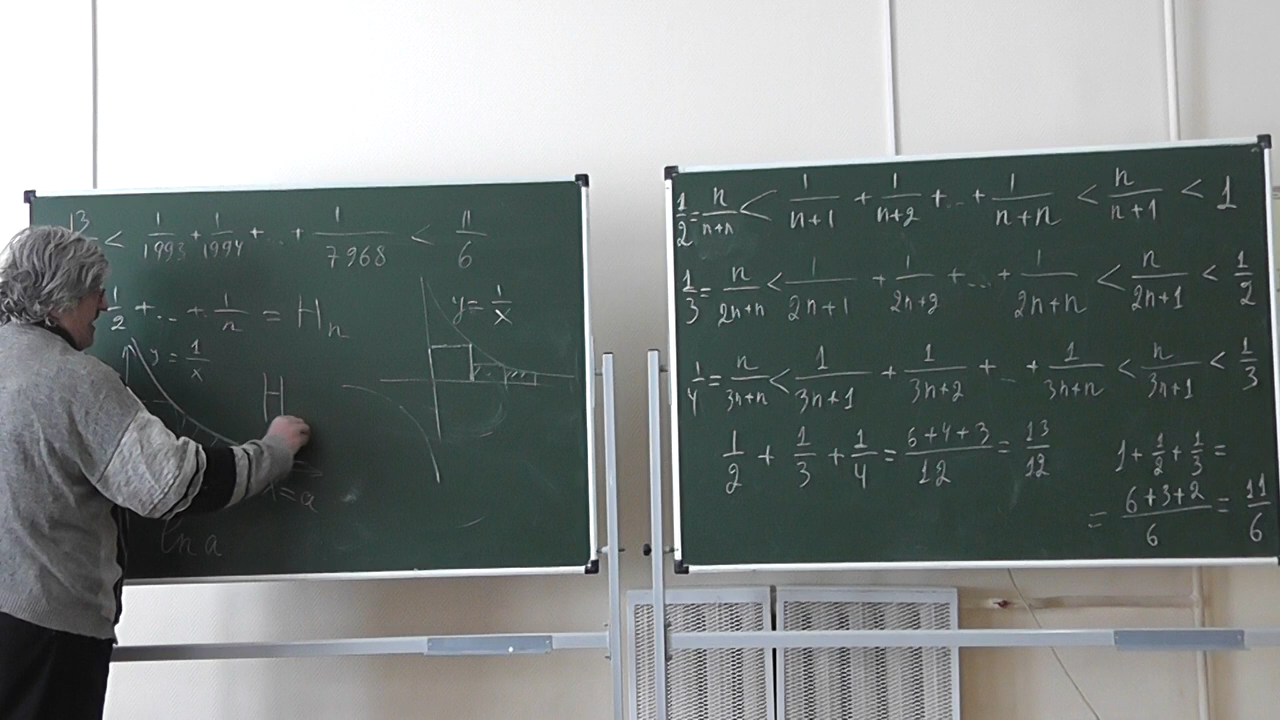 13 < 1/1993 + 1/1994 + ... + 1/7968 < 11/6
1/2 + ... + 1/n = H_n
y = 1/x
y = 1/x
H
x = a
ln a
1/2 = n/(n+n) < 1/(n+1) + 1/(n+2) + ... + 1/(n+n) < n/(n+1) < 1
1/3 = n/(2n+n) < 1/(2n+1) + 1/(2n+2) + ... + 1/(2n+n) < n/(2n+1) < 1/2
1/4 = n/(3n+n) < 1/(3n+1) + 1/(3n+2) + ... + 1/(3n+n) < n/(3n+1) < 1/3
1/2 + 1/3 + 1/4 = (6+4+3)/12 = 13/12
1 + 1/2 + 1/3 =
= (6+3+2)/6 = 11/6